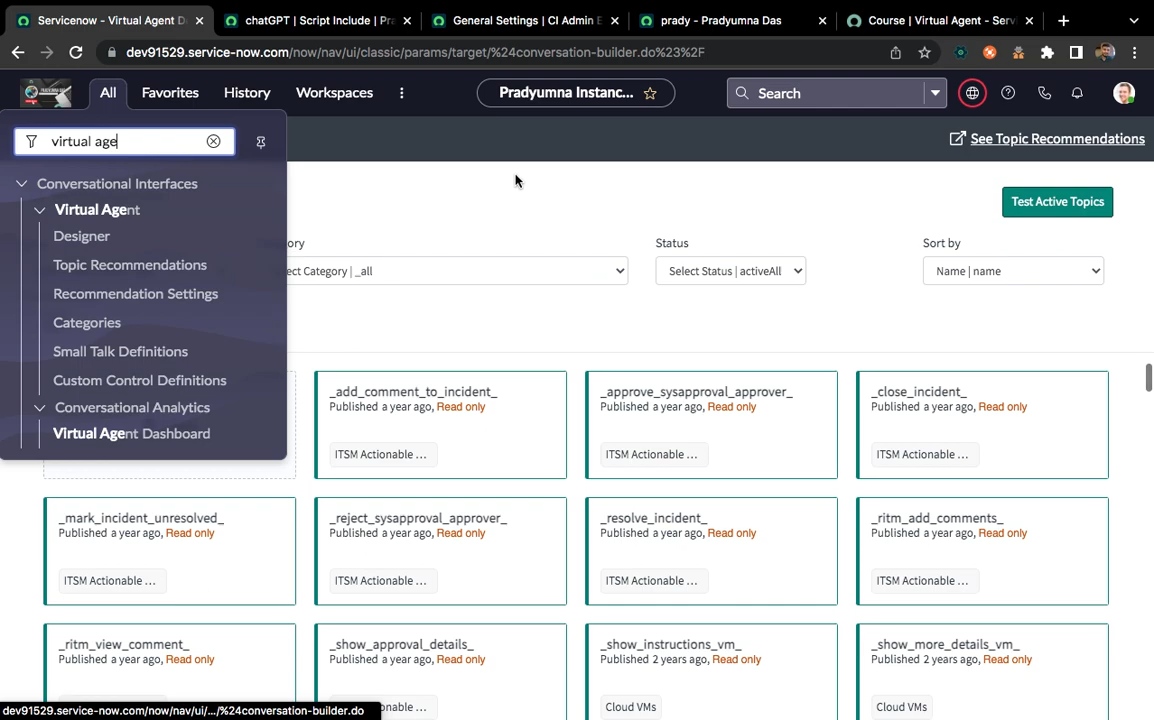 Servicenow - Virtual Agent D
chatGPT | Script Include | Pra
General Settings | CI Admin E
prady - Pradyumna Das
Course | Virtual Agent - Serv
dev91529.service-now.com/now/nav/ui/classic/params/target/%24conversation-builder.do%23%2F
All
Favorites
History
Workspaces
Pradyumna Instanc...
Search
virtual age
See Topic Recommendations
Conversational Interfaces
Virtual Agent
Designer
Topic Recommendations
Recommendation Settings
Categories
Small Talk Definitions
Custom Control Definitions
Conversational Analytics
Virtual Agent Dashboard
Test Active Topics
ory
ect Category | _all
Status
Select Status | activeAll
Sort by
Name | name
_add_comment_to_incident_
Published a year ago, Read only
ITSM Actionable ...
_approve_sysapproval_approver_
Published a year ago, Read only
ITSM Actionable ...
_close_incident_
Published a year ago, Read only
ITSM Actionable ...
_mark_incident_unresolved_
Published a year ago, Read only
ITSM Actionable ...
_reject_sysapproval_approver_
Published a year ago, Read only
ITSM Actionable ...
_resolve_incident_
Published a year ago, Read only
ITSM Actionable ...
_ritm_add_comments_
Published a year ago, Read only
ITSM Actionable ...
_ritm_view_comment_
Published a year ago, Read only
_show_approval_details_
Published a year ago, Read only
onable ...
_show_instructions_vm_
Published 2 years ago, Read only
Cloud VMs
_show_more_details_vm_
Published 2 years ago, Read only
Cloud VMs
dev91529.service-now.com/now/nav/ui/.../%24conversation-builder.do